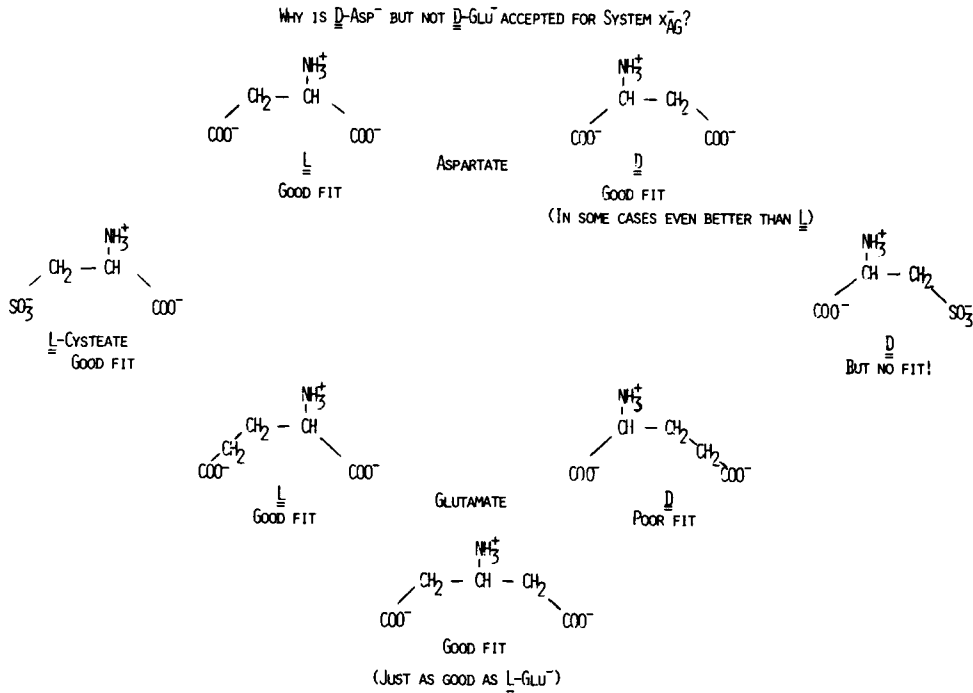 WHY IS D-ASP⁻ BUT NOT D-GLU⁻ ACCEPTED FOR SYSTEM X⁻AG?
NH₃⁺
CH₂ — CH
COO⁻ COO⁻
L
GOOD FIT
ASPARTATE
NH₃⁺
CH — CH₂
COO⁻ COO⁻
D
GOOD FIT
(IN SOME CASES EVEN BETTER THAN L)
NH₃⁺
CH₂ — CH
SO₃⁻ COO⁻
L-CYSTEATE
GOOD FIT
NH₃⁺
CH — CH₂
COO⁻ SO₃⁻
D
BUT NO FIT!
NH₃⁺
CH₂ — CH
CH₂
COO⁻ COO⁻
L
GOOD FIT
GLUTAMATE
NH₃⁺
CH — CH₂
CH₂
COO⁻ COO⁻
D
POOR FIT
NH₃⁺
CH₂ — CH — CH₂
COO⁻ COO⁻
GOOD FIT
(JUST AS GOOD AS L-GLU⁻)